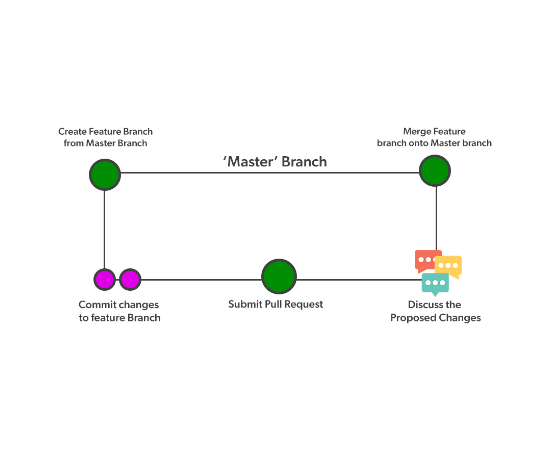 Create Feature Branch
from Master Branch
Merge Feature
branch onto Master branch
‘Master’ Branch
Commit changes
to feature Branch
Submit Pull Request
Discuss the
Proposed Changes